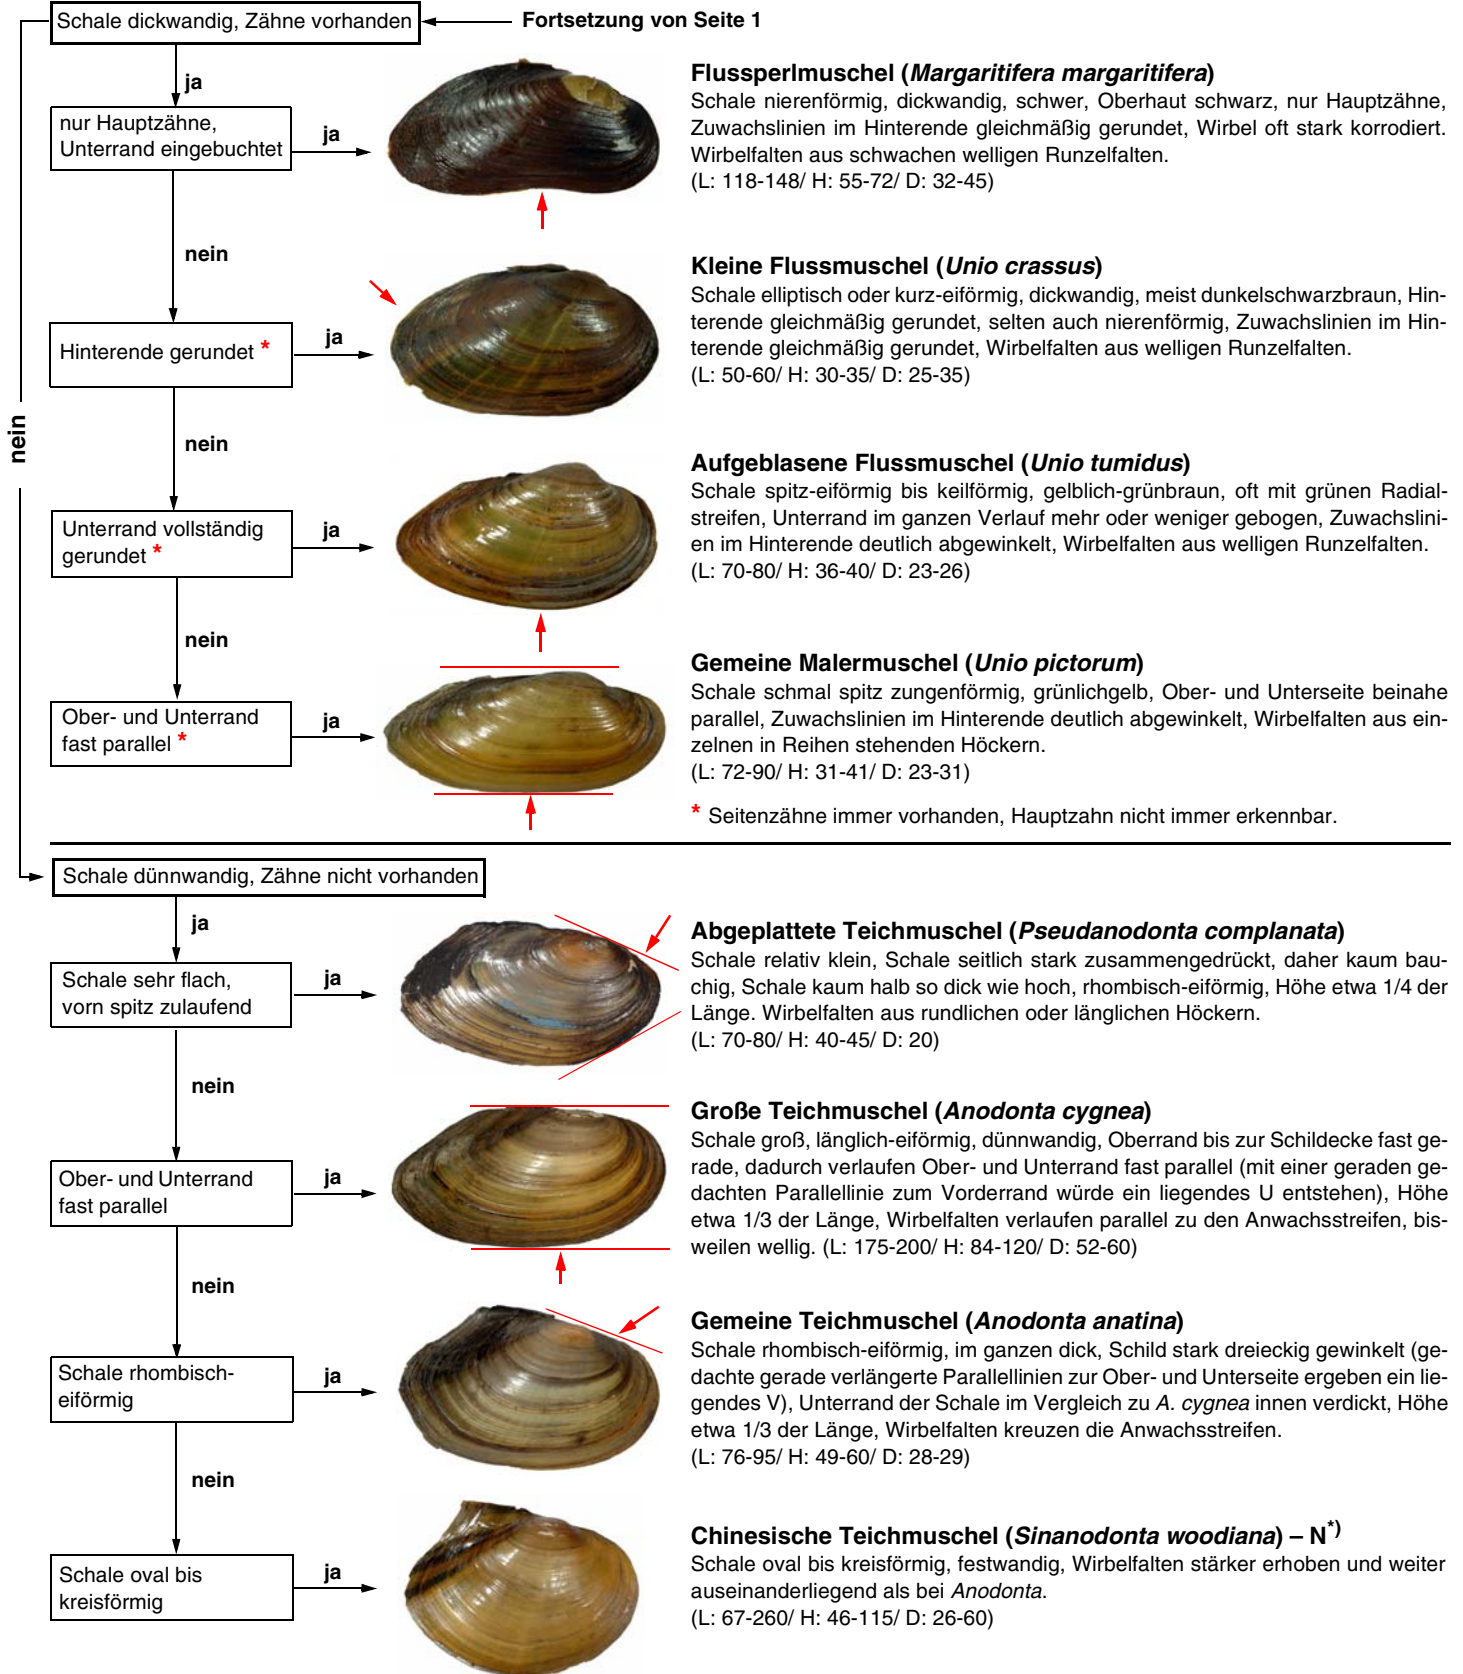 Schale dickwandig, Zähne vorhanden
Fortsetzung von Seite 1
ja
nur Hauptzähne,
Unterrand eingebuchtet
ja
Flussperlmuschel (Margaritifera margaritifera)
Schale nierenförmig, dickwandig, schwer, Oberhaut schwarz, nur Hauptzähne,
Zuwachslinien im Hinterende gleichmäßig gerundet, Wirbel oft stark korrodiert.
Wirbelfalten aus schwachen welligen Runzelfalten.
(L: 118-148/ H: 55-72/ D: 32-45)
nein
Hinterende gerundet *
ja
Kleine Flussmuschel (Unio crassus)
Schale elliptisch oder kurz-eiförmig, dickwandig, meist dunkelschwarzbraun, Hin-
terende gleichmäßig gerundet, selten auch nierenförmig, Zuwachslinien im Hin-
terende gleichmäßig gerundet, Wirbelfalten aus welligen Runzelfalten.
(L: 50-60/ H: 30-35/ D: 25-35)
nein
nein
Unterrand vollständig
gerundet *
ja
Aufgeblasene Flussmuschel (Unio tumidus)
Schale spitz-eiförmig bis keilförmig, gelblich-grünbraun, oft mit grünen Radial-
streifen, Unterrand im ganzen Verlauf mehr oder weniger gebogen, Zuwachslini-
en im Hinterende deutlich abgewinkelt, Wirbelfalten aus welligen Runzelfalten.
(L: 70-80/ H: 36-40/ D: 23-26)
nein
Ober- und Unterrand
fast parallel *
ja
Gemeine Malermuschel (Unio pictorum)
Schale schmal spitz zungenförmig, grünlichgelb, Ober- und Unterseite beinahe
parallel, Zuwachslinien im Hinterende deutlich abgewinkelt, Wirbelfalten aus ein-
zelnen in Reihen stehenden Höckern.
(L: 72-90/ H: 31-41/ D: 23-31)
* Seitenzähne immer vorhanden, Hauptzahn nicht immer erkennbar.
Schale dünnwandig, Zähne nicht vorhanden
ja
Schale sehr flach,
vorn spitz zulaufend
ja
Abgeplattete Teichmuschel (Pseudanodonta complanata)
Schale relativ klein, Schale seitlich stark zusammengedrückt, daher kaum bau-
chig, Schale kaum halb so dick wie hoch, rhombisch-eiförmig, Höhe etwa 1/4 der
Länge. Wirbelfalten aus rundlichen oder länglichen Höckern.
(L: 70-80/ H: 40-45/ D: 20)
nein
Ober- und Unterrand
fast parallel
ja
Große Teichmuschel (Anodonta cygnea)
Schale groß, länglich-eiförmig, dünnwandig, Oberrand bis zur Schildecke fast ge-
rade, dadurch verlaufen Ober- und Unterrand fast parallel (mit einer geraden ge-
dachten Parallellinie zum Vorderrand würde ein liegendes U entstehen), Höhe
etwa 1/3 der Länge, Wirbelfalten verlaufen parallel zu den Anwachsstreifen, bis-
weilen wellig. (L: 175-200/ H: 84-120/ D: 52-60)
nein
Schale rhombisch-
eiförmig
ja
Gemeine Teichmuschel (Anodonta anatina)
Schale rhombisch-eiförmig, im ganzen dick, Schild stark dreieckig gewinkelt (ge-
dachte gerade verlängerte Parallellinien zur Ober- und Unterseite ergeben ein lie-
gendes V), Unterrand der Schale im Vergleich zu A. cygnea innen verdickt, Höhe
etwa 1/3 der Länge, Wirbelfalten kreuzen die Anwachsstreifen.
(L: 76-95/ H: 49-60/ D: 28-29)
nein
Schale oval bis
kreisförmig
ja
Chinesische Teichmuschel (Sinanodonta woodiana) – N*)
Schale oval bis kreisförmig, festwandig, Wirbelfalten stärker erhoben und weiter
auseinanderliegend als bei Anodonta.
(L: 67-260/ H: 46-115/ D: 26-60)